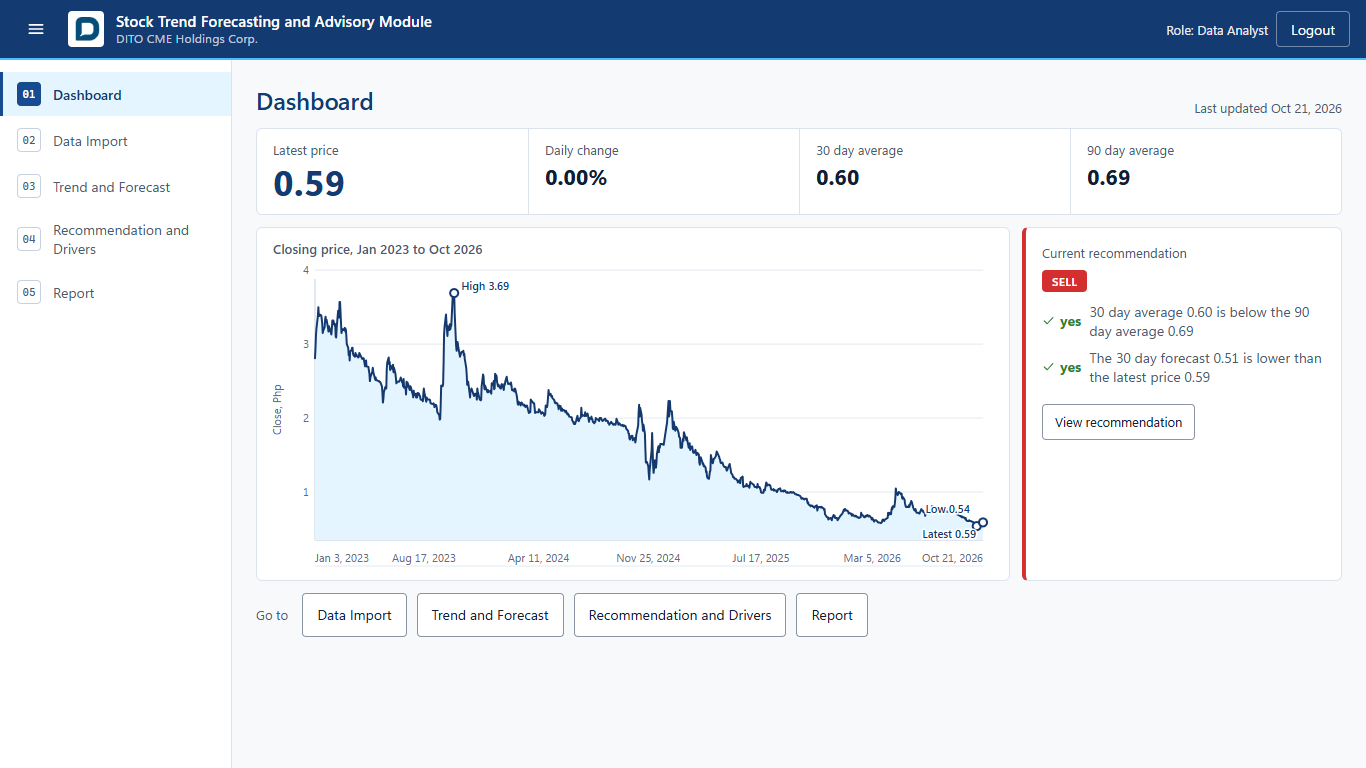 Stock Trend Forecasting and Advisory Module
DITO CME Holdings Corp.
Role: Data Analyst
Logout
01 Dashboard
02 Data Import
03 Trend and Forecast
04 Recommendation and
Drivers
05 Report
Dashboard
Last updated Oct 21, 2026
Latest price
0.59
Daily change
0.00%
30 day average
0.60
90 day average
0.69
Closing price, Jan 2023 to Oct 2026
4
3
2
1
Close, Php
High 3.69
Low 0.54
Latest 0.59
Jan 3, 2023
Aug 17, 2023
Apr 11, 2024
Nov 25, 2024
Jul 17, 2025
Mar 5, 2026
Oct 21, 2026
Current recommendation
SELL
yes 30 day average 0.60 is below the 90
day average 0.69
yes The 30 day forecast 0.51 is lower than
the latest price 0.59
View recommendation
Go to
Data Import
Trend and Forecast
Recommendation and Drivers
Report